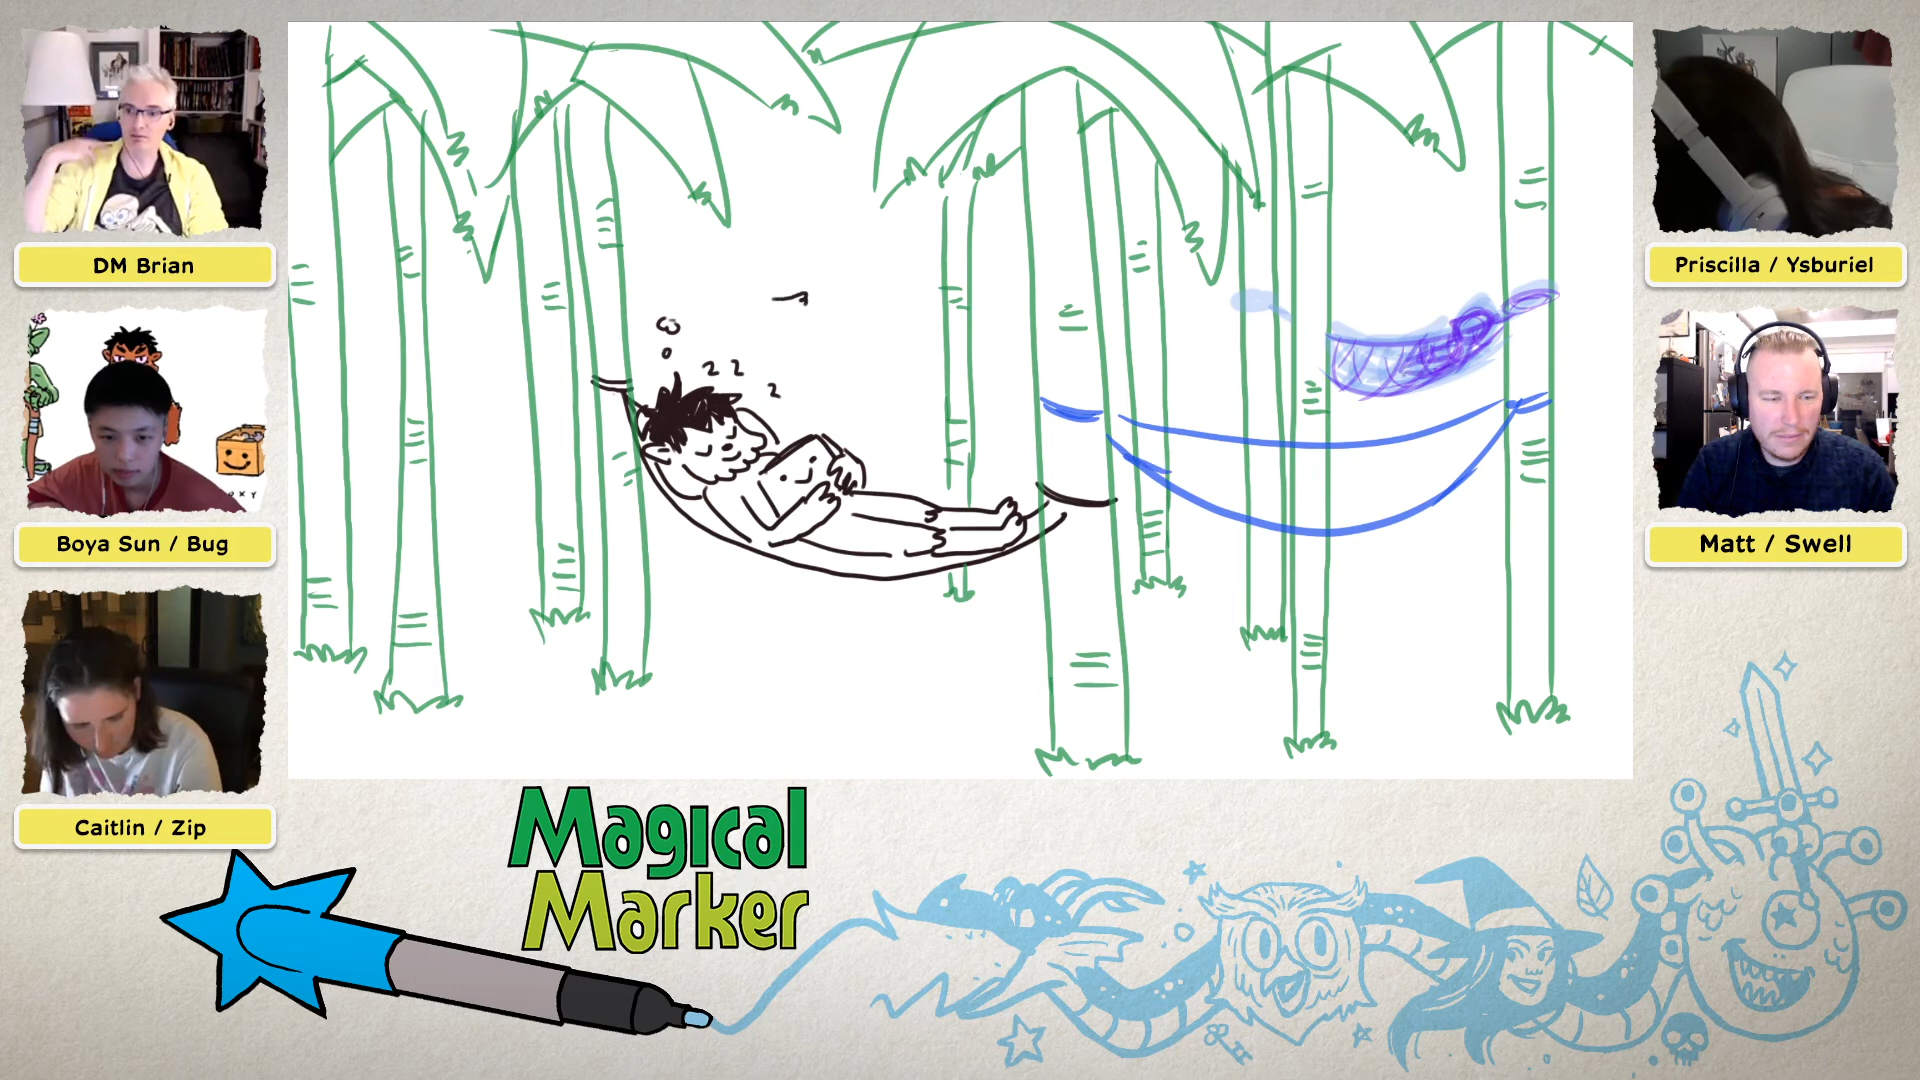 DM Brian
Priscilla / Ysburiel
z z
z
Boya Sun / Bug
Matt / Swell
Caitlin / Zip
Magical
Marker